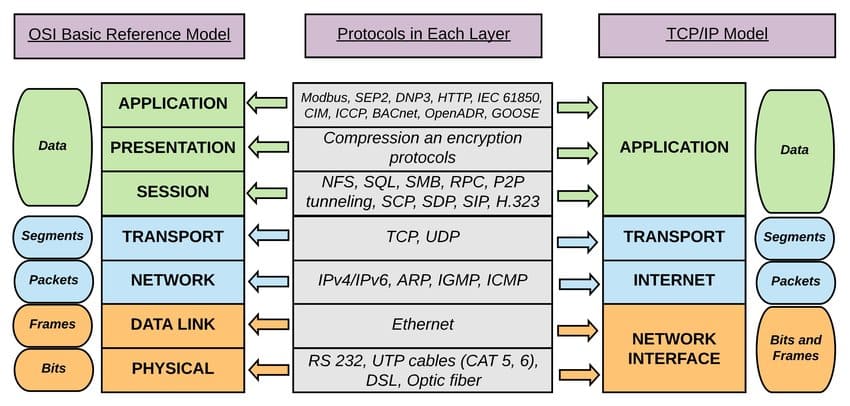 OSI Basic Reference Model
Protocols in Each Layer
TCP/IP Model
Data
APPLICATION
PRESENTATION
SESSION
Modbus, SEP2, DNP3, HTTP, IEC 61850,
CIM, ICCP, BACnet, OpenADR, GOOSE
Compression an encryption
protocols
NFS, SQL, SMB, RPC, P2P
tunneling, SCP, SDP, SIP, H.323
APPLICATION
Data
Segments
TRANSPORT
TCP, UDP
TRANSPORT
Segments
Packets
NETWORK
IPv4/IPv6, ARP, IGMP, ICMP
INTERNET
Packets
Frames
DATA LINK
Ethernet
Bits
PHYSICAL
RS 232, UTP cables (CAT 5, 6),
DSL, Optic fiber
NETWORK
INTERFACE
Bits and
Frames